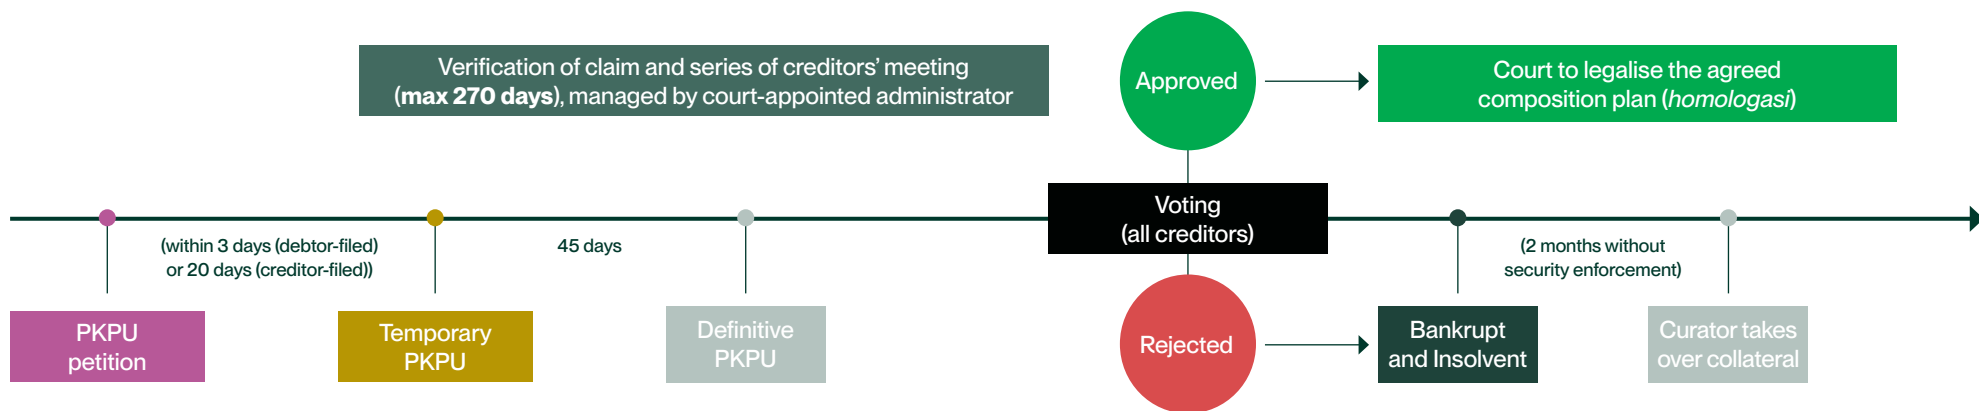 Verification of claim and series of creditors' meeting
(max 270 days), managed by court-appointed administrator
Approved
Court to legalise the agreed
composition plan (homologasi)
Voting
(all creditors)
(within 3 days (debtor-filed)
or 20 days (creditor-filed))
45 days
(2 months without
security enforcement)
PKPU
petition
Temporary
PKPU
Definitive
PKPU
Rejected
Bankrupt
and Insolvent
Curator takes
over collateral